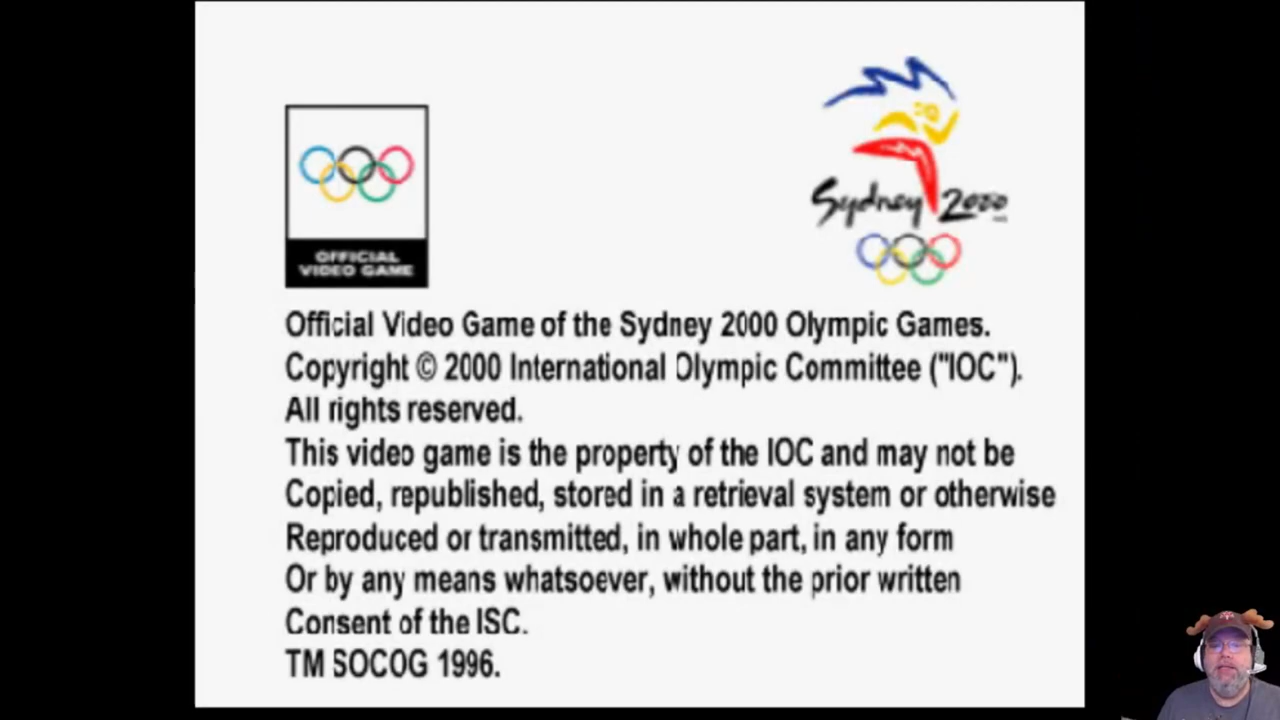 Sydney 2000
OFFICIAL
VIDEO GAME
Official Video Game of the Sydney 2000 Olympic Games.
Copyright © 2000 International Olympic Committee ("IOC").
All rights reserved.
This video game is the property of the IOC and may not be
Copied, republished, stored in a retrieval system or otherwise
Reproduced or transmitted, in whole part, in any form
Or by any means whatsoever, without the prior written
Consent of the ISC.
TM SOCOG 1996.